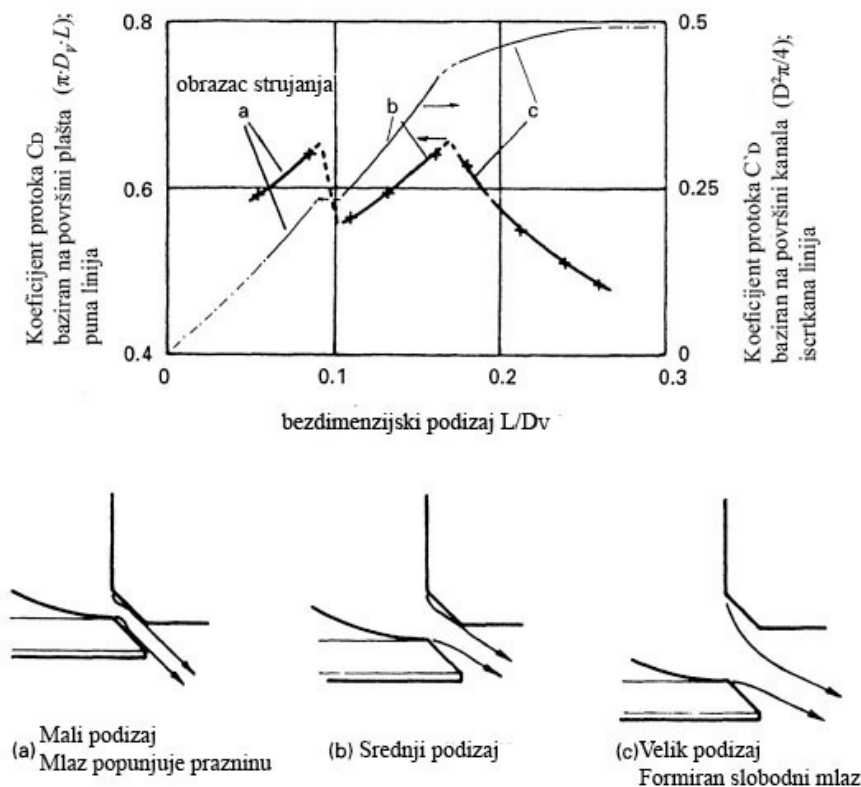 Koeficijent protoka CD
baziran na površini plašta (π·Dv·L);
puna linija
0.8
0.6
0.4
obrazac strujanja
a
b
c
0.5
0.25
0
Koeficijent protoka C`D
baziran na površini kanala (D²π/4);
iscrtkana linija
0
0.1
0.2
0.3
bezdimenzijski podizaj L/Dv
(a) Mali podizaj
Mlaz popunjuje prazninu
(b) Srednji podizaj
(c) Velik podizaj
Formiran slobodni mlaz